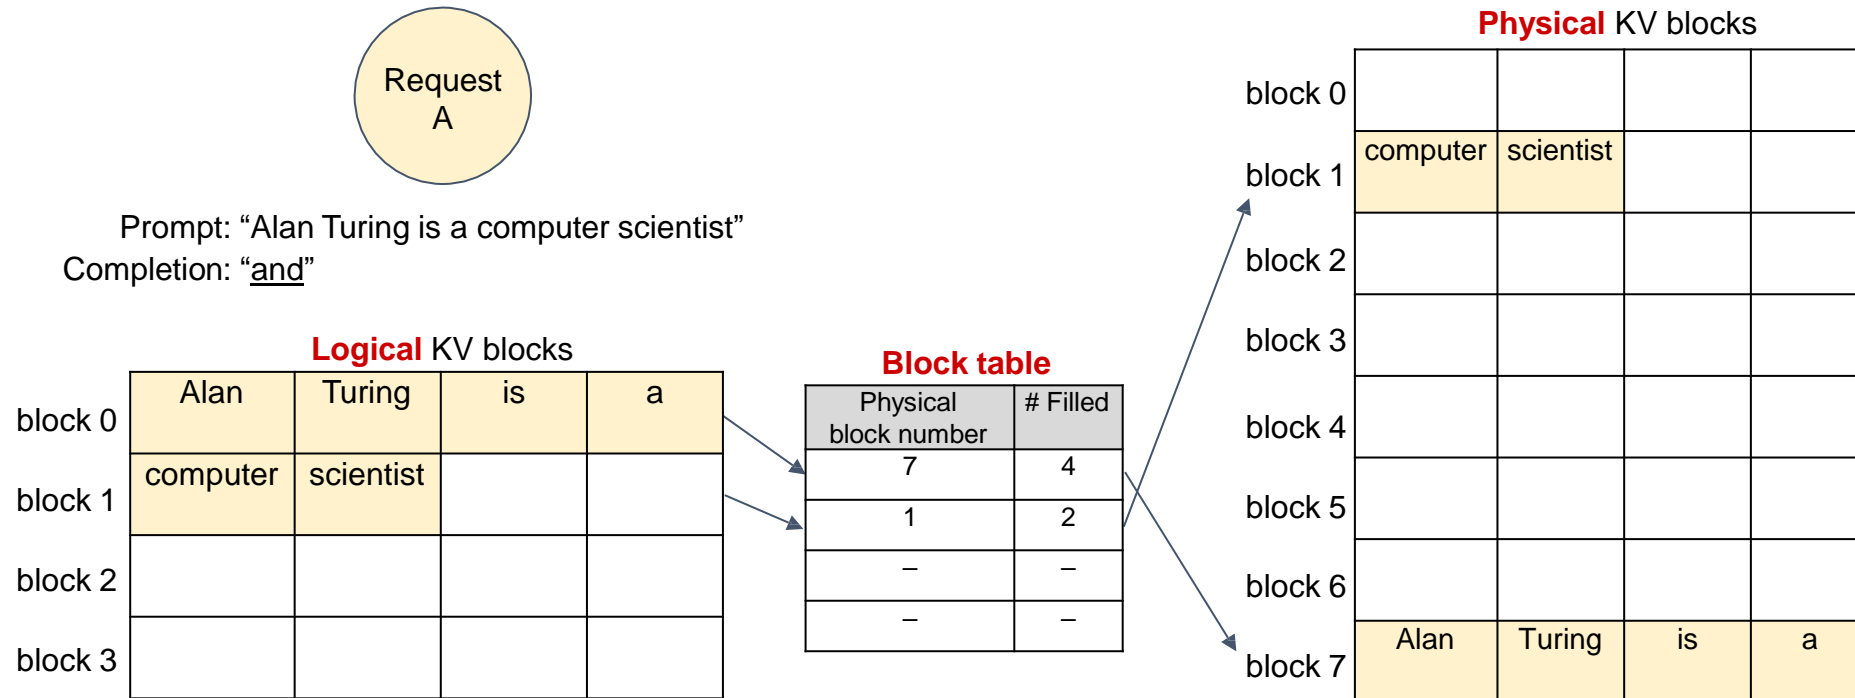 Request
A
Prompt: “Alan Turing is a computer scientist”
Completion: “and”
Logical KV blocks
block 0 Alan Turing is a
block 1 computer scientist
block 2
block 3
Block table
Physical block number # Filled
7 4
1 2
– –
– –
Physical KV blocks
block 0
block 1 computer scientist
block 2
block 3
block 4
block 5
block 6
block 7 Alan Turing is a